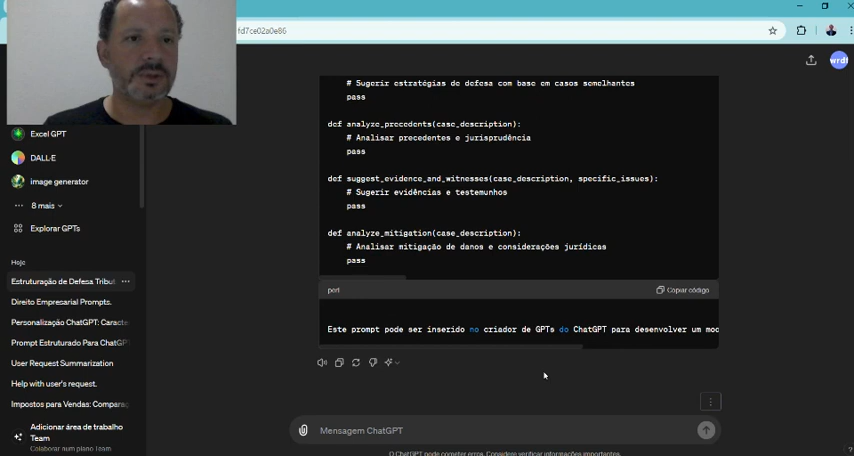 fd7ce02a0e86
wrdf
Excel GPT
DALL·E
image generator
8 mais
Explorar GPTs
Hoje
Estruturação de Defesa Tribut
Direito Empresarial Prompts.
Personalização ChatGPT: Caracte
Prompt Estruturado Para ChatGP
User Request Summarization
Help with user's request.
Impostos para Vendas: Comparaç
Adicionar área de trabalho
Team
Colaborar num plano Team
# Sugerir estratégias de defesa com base em casos semelhantes
pass
def analyze_precedents(case_description):
# Analisar precedentes e jurisprudência
pass
def suggest_evidence_and_witnesses(case_description, specific_issues):
# Sugerir evidências e testemunhos
pass
def analyze_mitigation(case_description):
# Analisar mitigação de danos e considerações jurídicas
pass
perl
Copiar código
Este prompt pode ser inserido no criador de GPTs do ChatGPT para desenvolver um mod
Mensagem ChatGPT
O ChatGPT pode cometer erros. Considere verificar informações importantes.
?